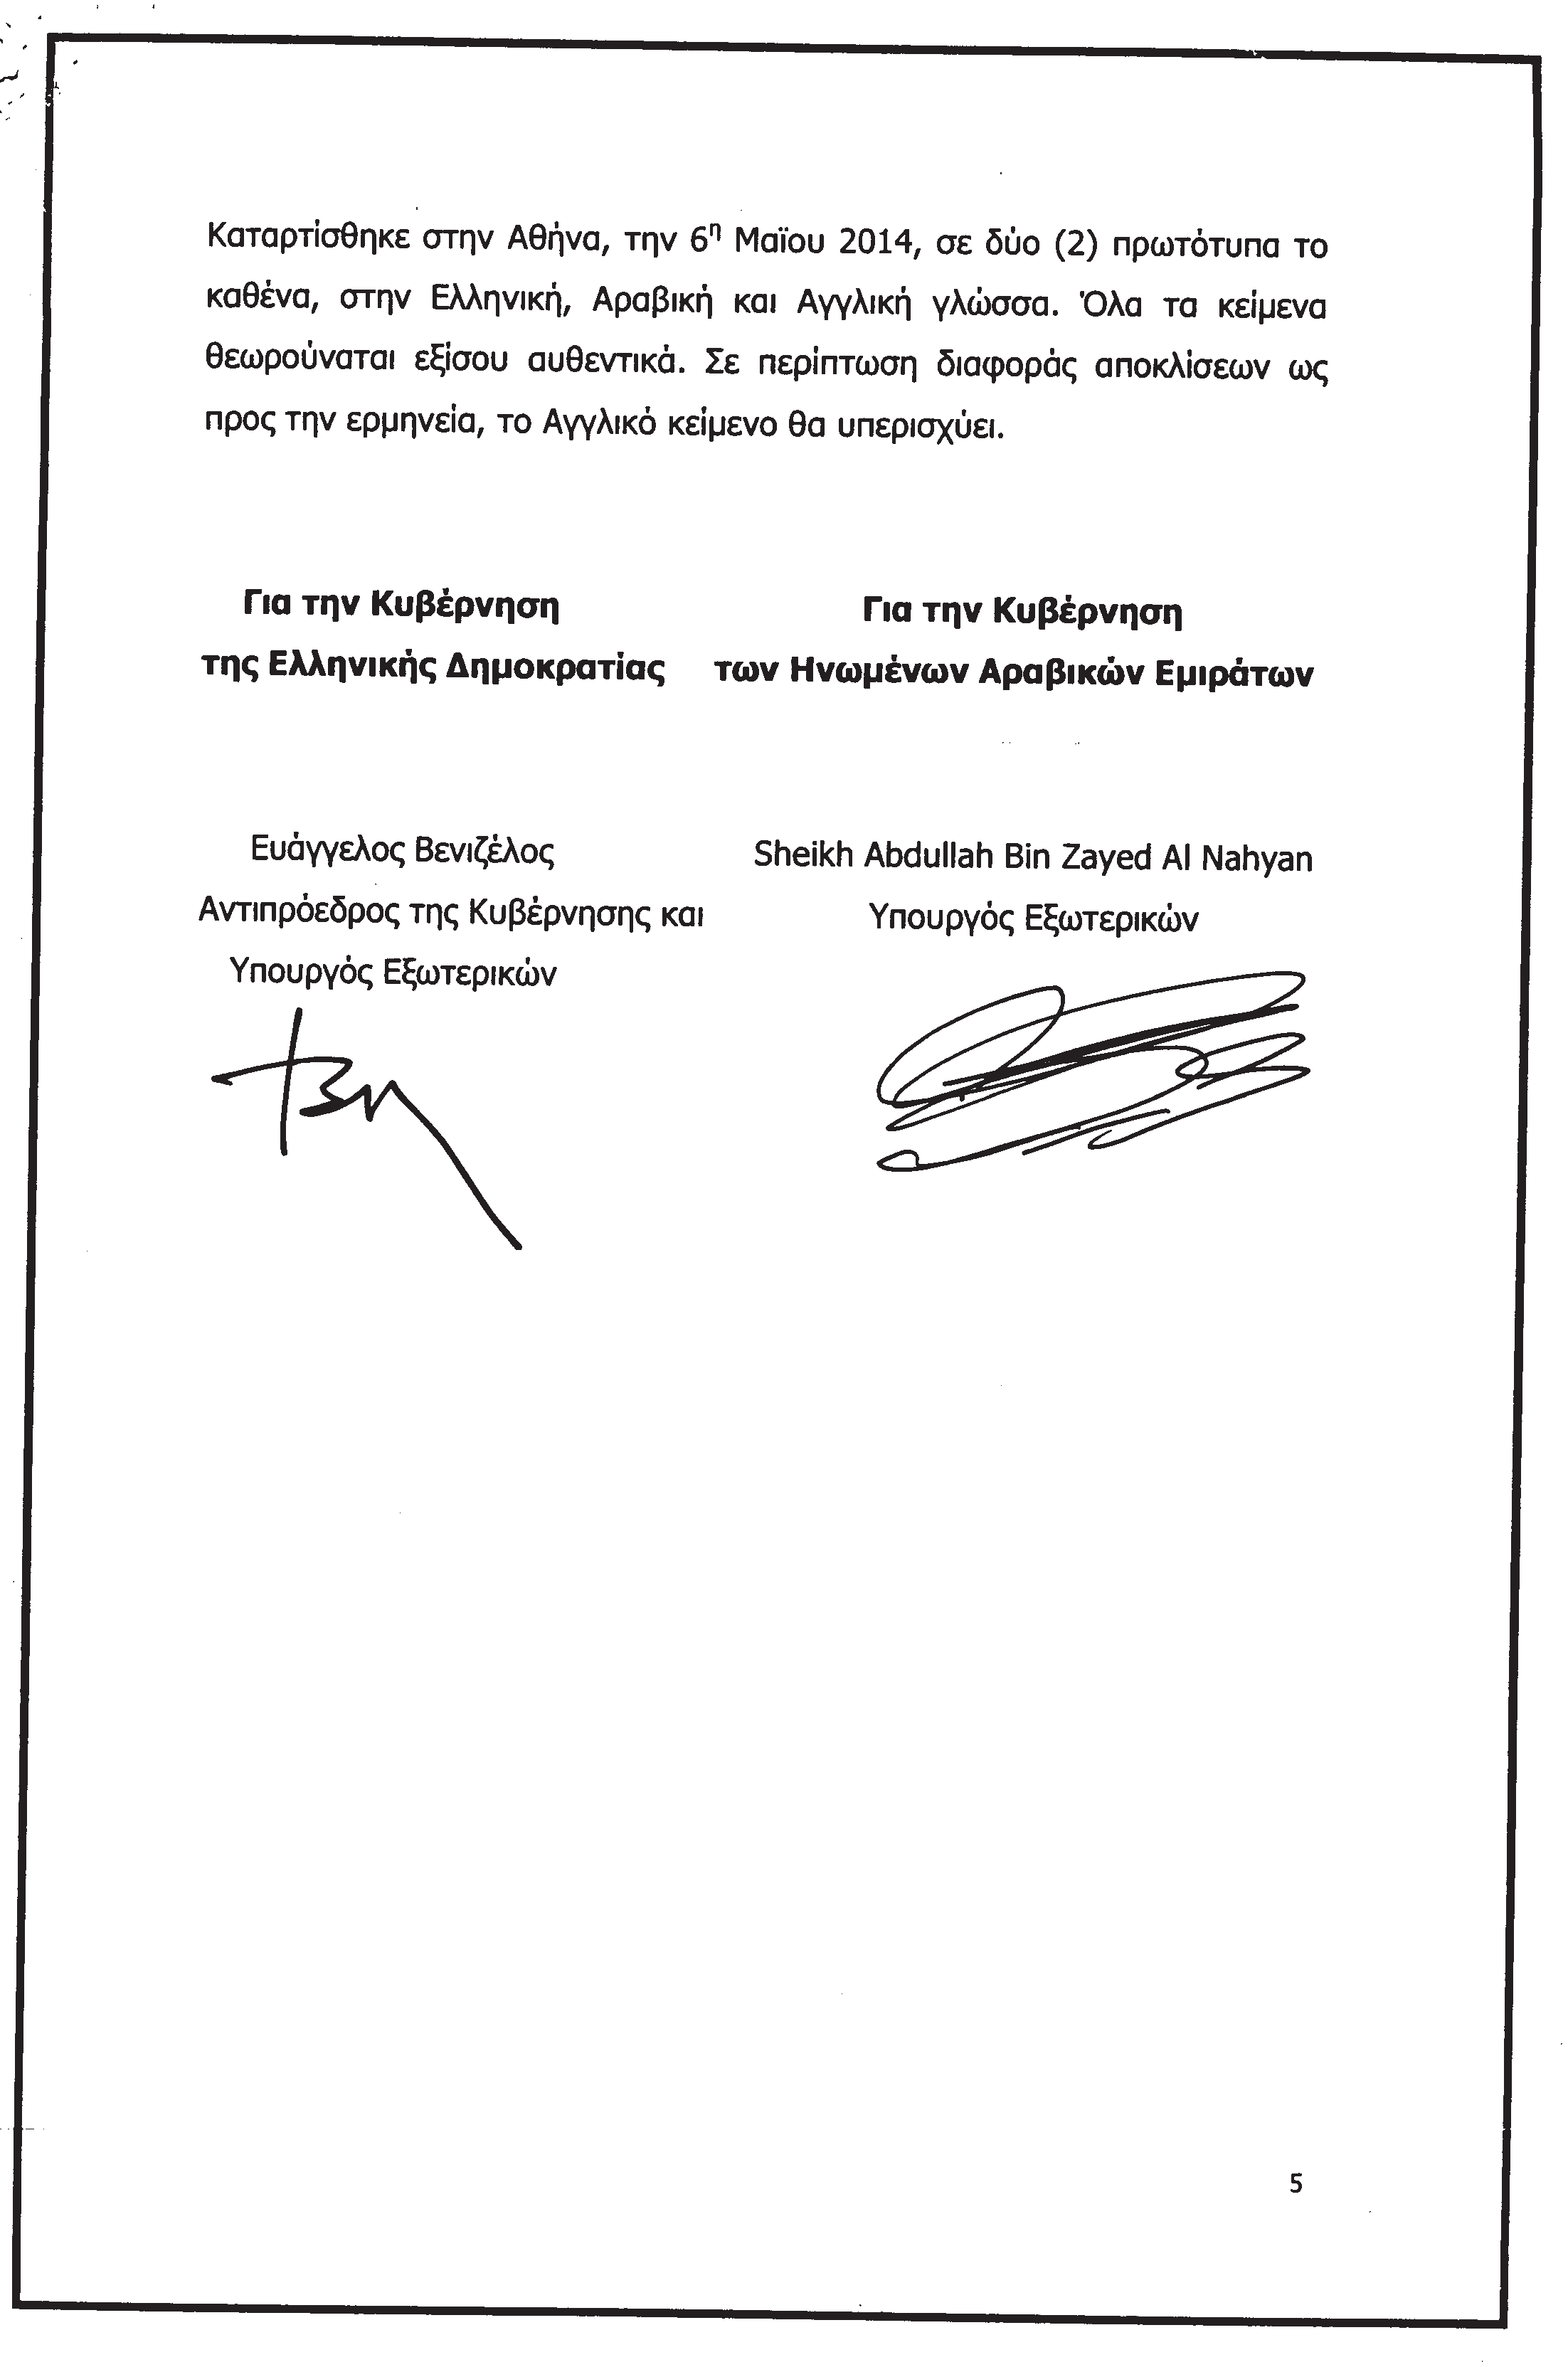 Καταρτίσθηκε στην Αθήνα, την 6η Μαΐου 2014, σε δύο (2) πρωτότυπα το
καθένα, στην Ελληνική, Αραβική και Αγγλική γλώσσα. Όλα τα κείμενα
θεωρούναται εξίσου αυθεντικά. Σε περίπτωση διαφοράς αποκλίσεων ως
προς την ερμηνεία, το Αγγλικό κείμενο θα υπερισχύει.
Για την Κυβέρνηση
της Ελληνικής Δημοκρατίας
Για την Κυβέρνηση
των Ηνωμένων Αραβικών Εμιράτων
Ευάγγελος Βενιζέλος
Αντιπρόεδρος της Κυβέρνησης και
Υπουργός Εξωτερικών
Sheikh Abdullah Bin Zayed Al Nahyan
Υπουργός Εξωτερικών
5